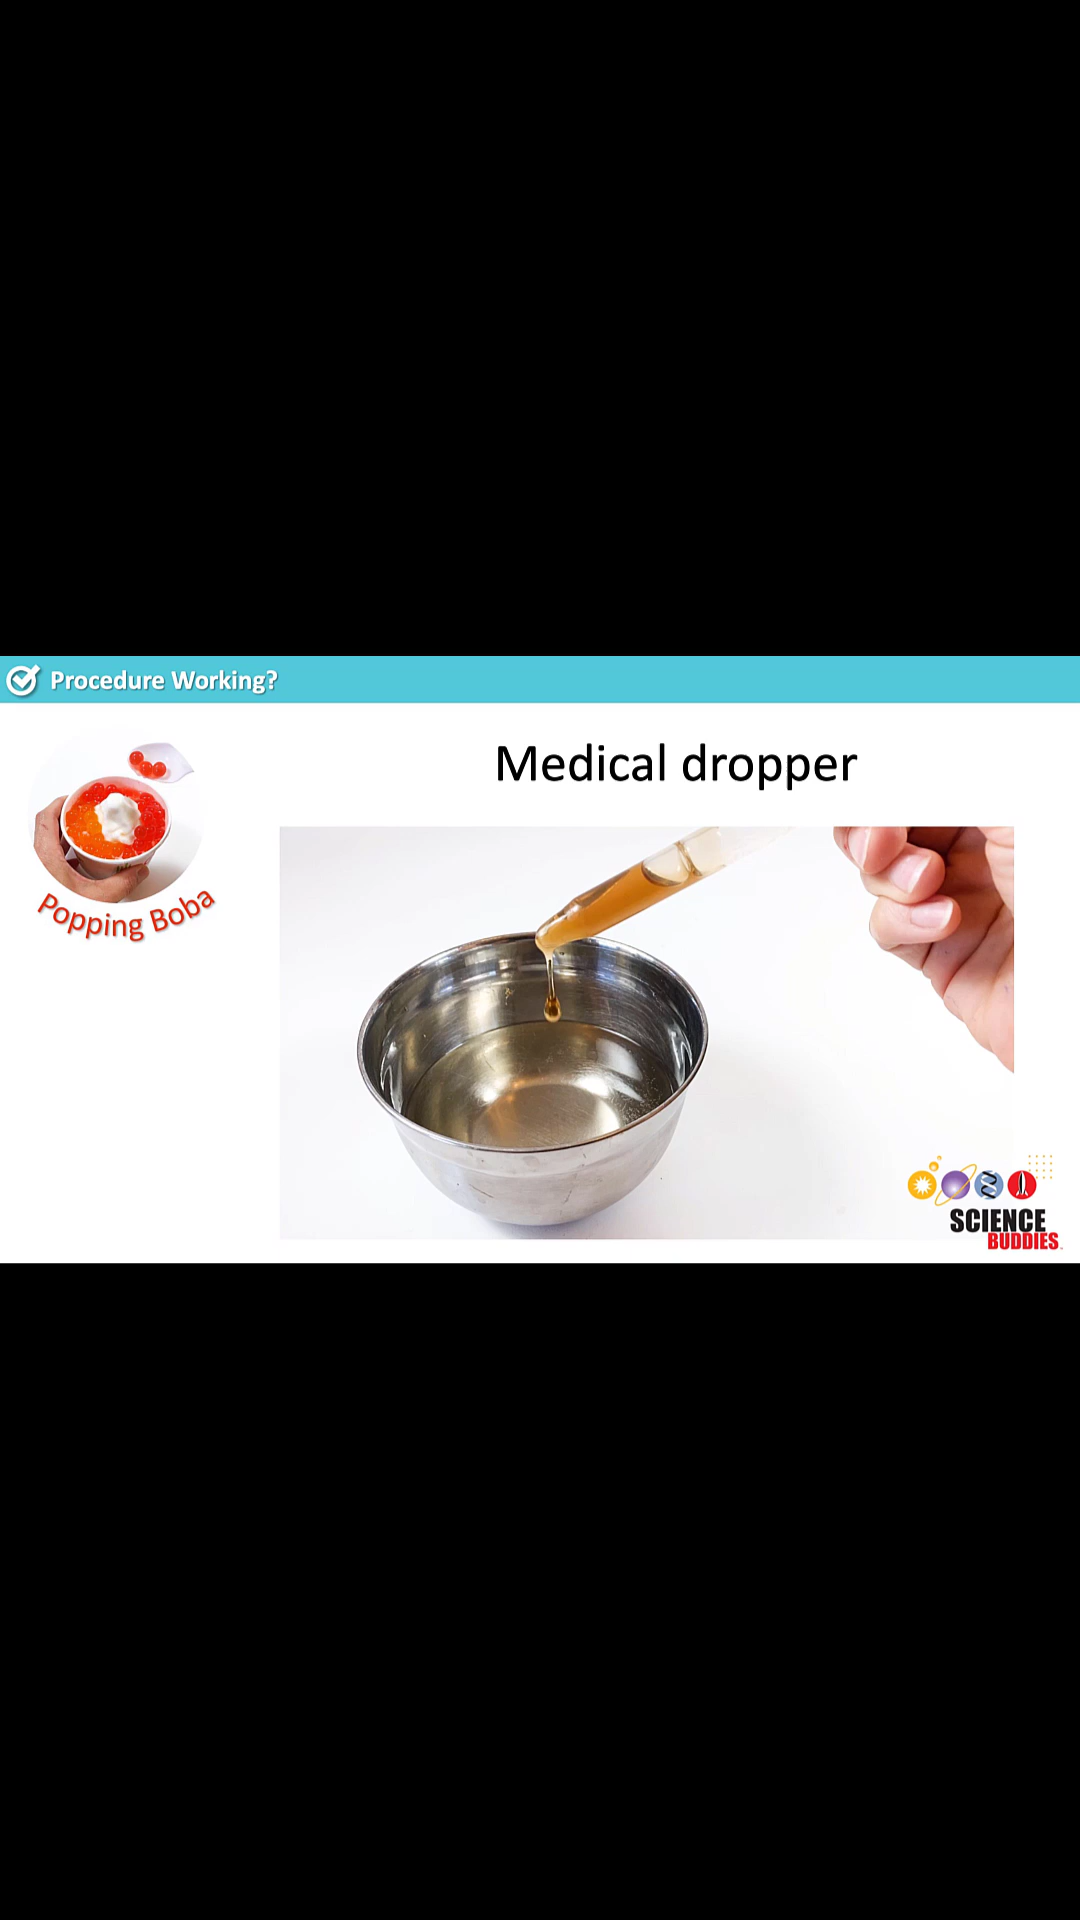 Procedure Working?
Medical dropper
Popping Boba
SCIENCE
BUDDIES